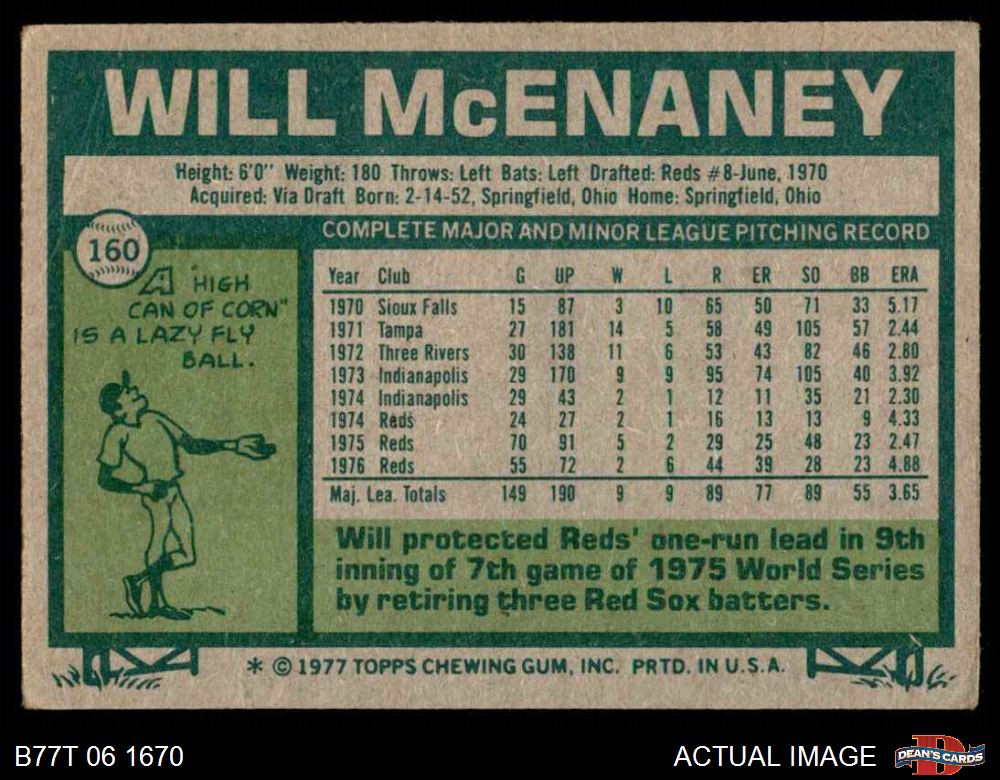 WILL McENANEY
Height: 6'0" Weight: 180 Throws: Left Bats: Left Drafted: Reds #8-June, 1970
Acquired: Via Draft Born: 2-14-52, Springfield, Ohio Home: Springfield, Ohio
160
A HIGH
CAN OF CORN"
IS A LAZY FLY
BALL.
COMPLETE MAJOR AND MINOR LEAGUE PITCHING RECORD
Year Club G UP W L R ER SO BB ERA
1970 Sioux Falls 15 87 3 10 65 50 71 33 5.17
1971 Tampa 27 181 14 5 58 49 105 57 2.44
1972 Three Rivers 30 138 11 6 53 43 82 46 2.80
1973 Indianapolis 29 170 9 9 95 74 105 40 3.92
1974 Indianapolis 29 43 2 1 12 11 35 21 2.30
1974 Reds 24 27 2 1 16 13 13 9 4.33
1975 Reds 70 91 5 2 29 25 48 23 2.47
1976 Reds 55 72 2 6 44 39 28 23 4.88
Maj. Lea. Totals 149 190 9 9 89 77 89 55 3.65
Will protected Reds' one-run lead in 9th
inning of 7th game of 1975 World Series
by retiring three Red Sox batters.
* © 1977 TOPPS CHEWING GUM, INC. PRTD. IN U.S.A.
B77T 06 1670
ACTUAL IMAGE
DEAN'S CARDS